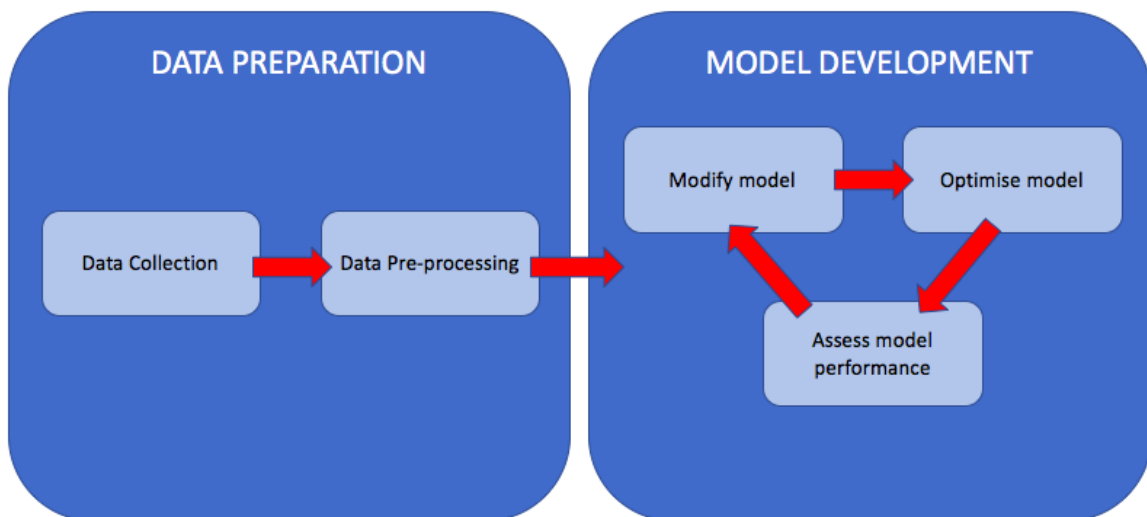 DATA PREPARATION
Data Collection
Data Pre-processing
MODEL DEVELOPMENT
Modify model
Optimise model
Assess model
performance